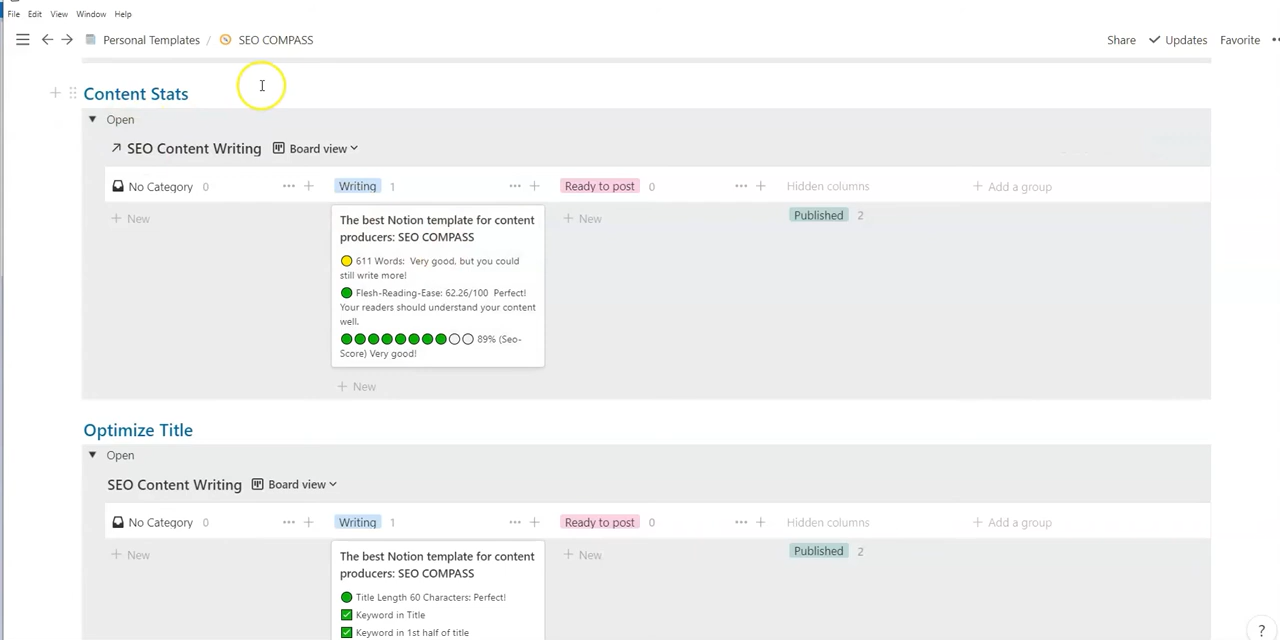 File Edit View Window Help
Personal Templates / SEO COMPASS Share Updates Favorite
Content Stats
Open
SEO Content Writing Board view
No Category 0 Writing 1 Ready to post 0 Hidden columns + Add a group
+ New
The best Notion template for content
producers: SEO COMPASS
611 Words: Very good, but you could
still write more!
Flesh-Reading-Ease: 62.26/100 Perfect!
Your readers should understand your content
well.
89% (Seo-
Score) Very good!
+ New
+ New
Published 2
Optimize Title
Open
SEO Content Writing Board view
No Category 0 Writing 1 Ready to post 0 Hidden columns + Add a group
+ New
The best Notion template for content
producers: SEO COMPASS
Title Length 60 Characters: Perfect!
Keyword in Title
Keyword in 1st half of title
+ New
Published 2
?